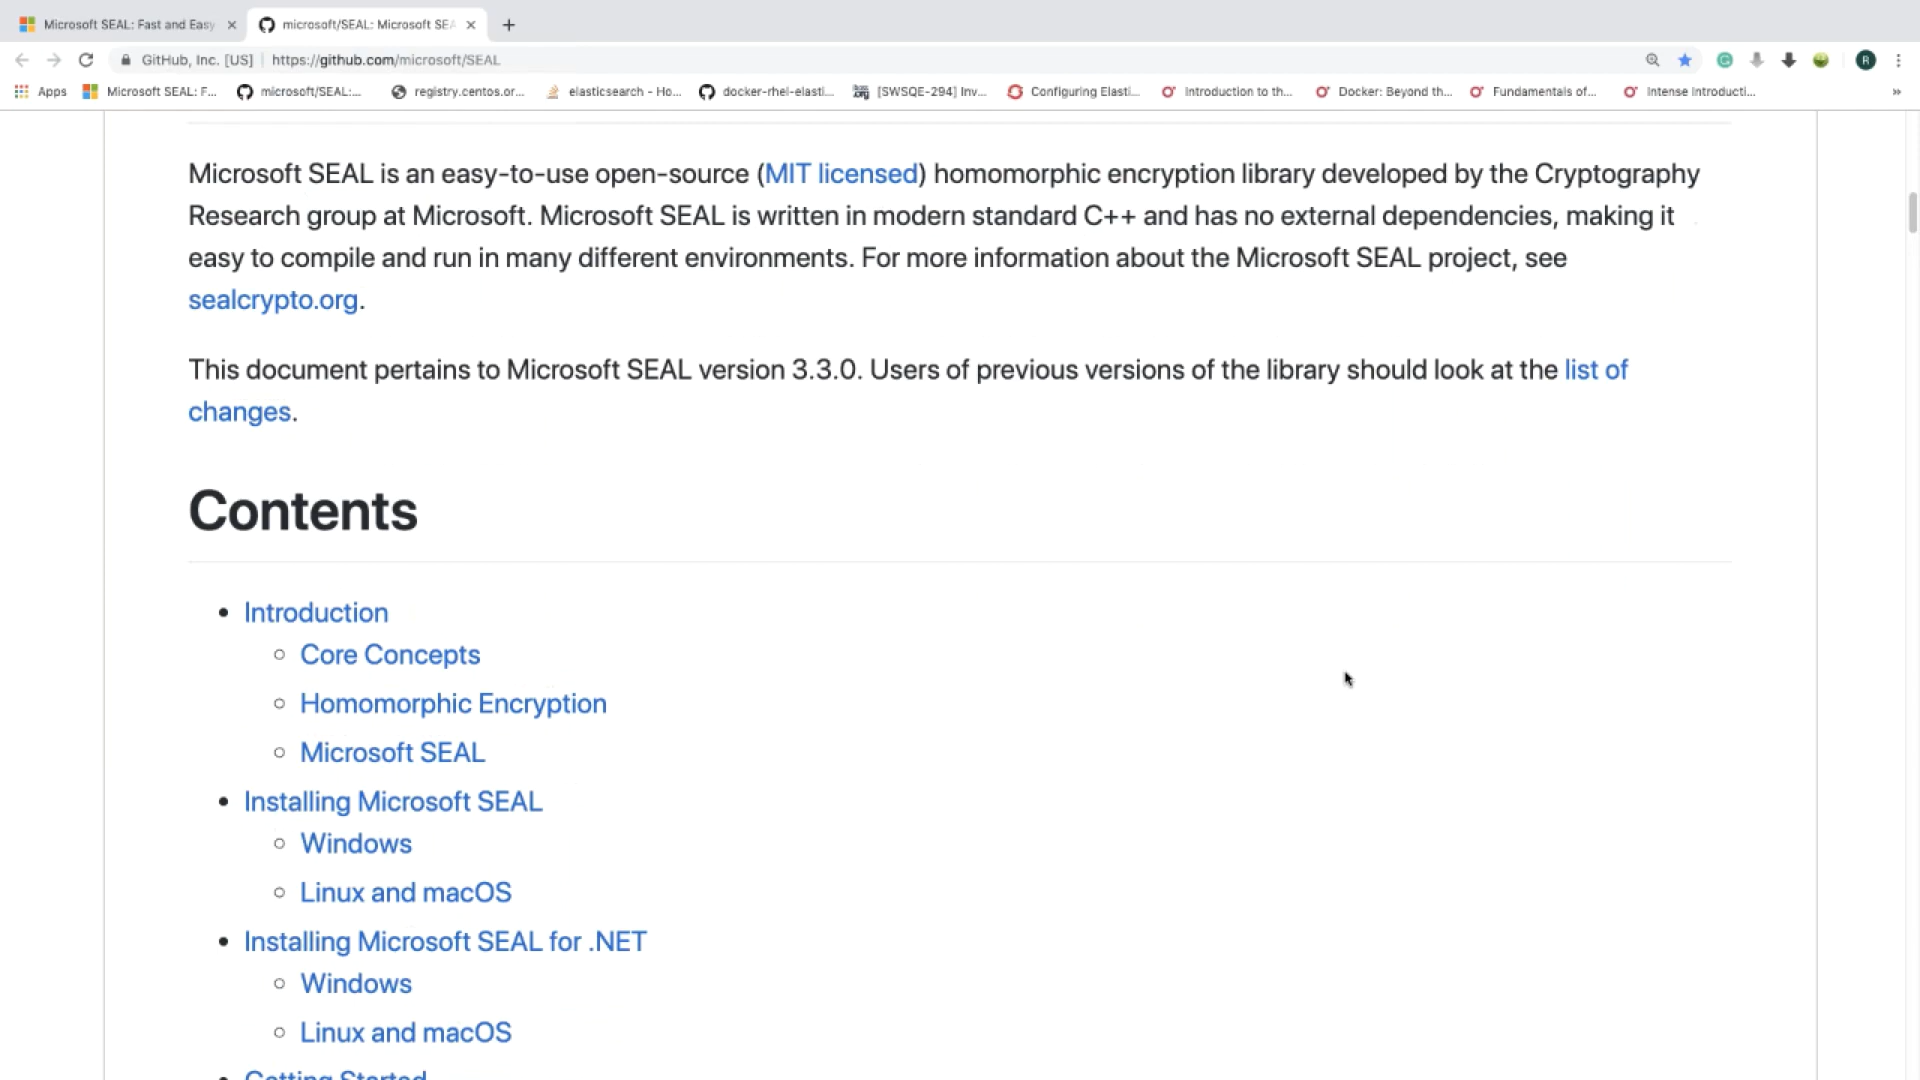 Microsoft SEAL: Fast and Easy
microsoft/SEAL: Microsoft SEA
GitHub, Inc. [US] | https://github.com/microsoft/SEAL
R
Apps
Microsoft SEAL: F...
microsoft/SEAL:...
registry.centos.or...
elasticsearch - Ho...
docker-rhel-elasti...
[SWSQE-294] Inv...
Configuring Elasti...
Introduction to th...
Docker: Beyond th...
Fundamentals of...
Intense Introducti...
»
Microsoft SEAL is an easy-to-use open-source (MIT licensed) homomorphic encryption library developed by the Cryptography
Research group at Microsoft. Microsoft SEAL is written in modern standard C++ and has no external dependencies, making it
easy to compile and run in many different environments. For more information about the Microsoft SEAL project, see
sealcrypto.org.
This document pertains to Microsoft SEAL version 3.3.0. Users of previous versions of the library should look at the list of
changes.
Contents
Introduction
Core Concepts
Homomorphic Encryption
Microsoft SEAL
Installing Microsoft SEAL
Windows
Linux and macOS
Installing Microsoft SEAL for .NET
Windows
Linux and macOS
Getting Started